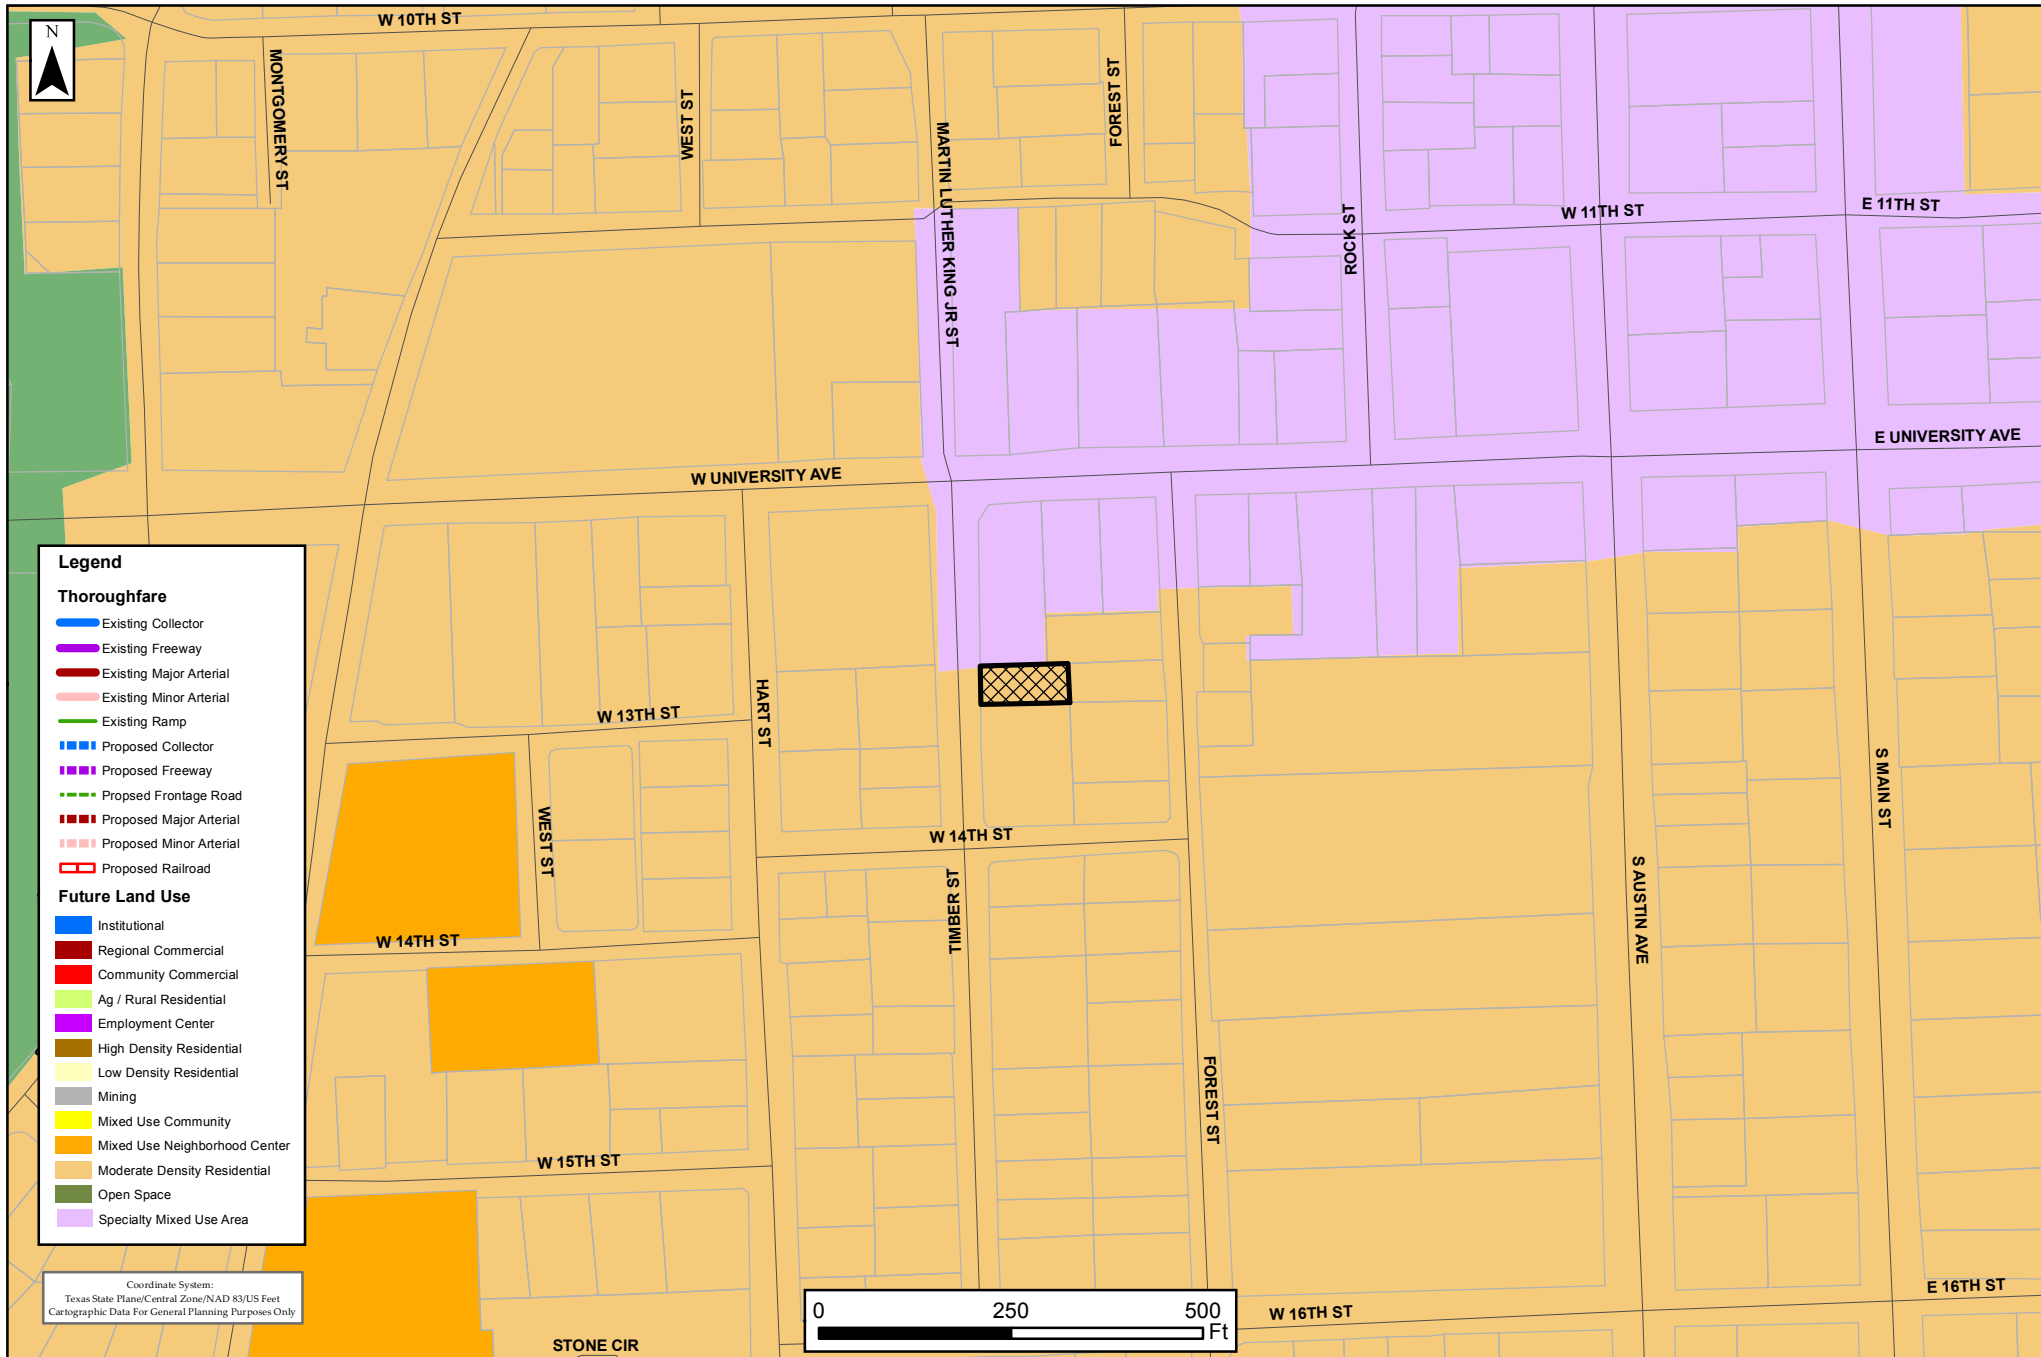 W 10TH ST
N
MONTGOMERY ST
WEST ST
MARTIN LUTHER KING JR ST
FOREST ST
ROCK ST
W 11TH ST
E 11TH ST
W UNIVERSITY AVE
E UNIVERSITY AVE
HART ST
W 13TH ST
WEST ST
W 14TH ST
W 14TH ST
TIMBER ST
FOREST ST
S AUSTIN AVE
S MAIN ST
W 15TH ST
W 16TH ST
E 16TH ST
STONE CIR
Legend
Thoroughfare
Existing Collector
Existing Freeway
Existing Major Arterial
Existing Minor Arterial
Existing Ramp
Proposed Collector
Proposed Freeway
Propsed Frontage Road
Proposed Major Arterial
Proposed Minor Arterial
Proposed Railroad
Future Land Use
Institutional
Regional Commercial
Community Commercial
Ag / Rural Residential
Employment Center
High Density Residential
Low Density Residential
Mining
Mixed Use Community
Mixed Use Neighborhood Center
Moderate Density Residential
Open Space
Specialty Mixed Use Area
Coordinate System:
Texas State Plane/Central Zone/NAD 83/US Feet
Cartographic Data For General Planning Purposes Only
0 250 500
Ft